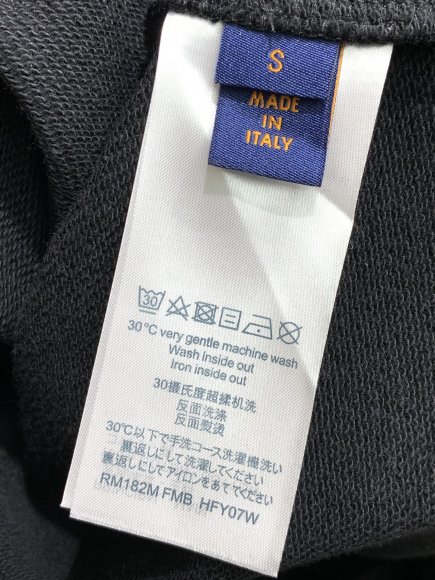 S
MADE
IN
ITALY
30
30°C very gentle machine wash
Wash inside out
Iron inside out
30攝氏度超揉机洗
反面洗涤
反面熨烫
30℃以下で手洗コース洗濯機洗い
裏返しにして洗濯してください
裏返しにしてアイロンをあててください
RM182M FMB HFY07W